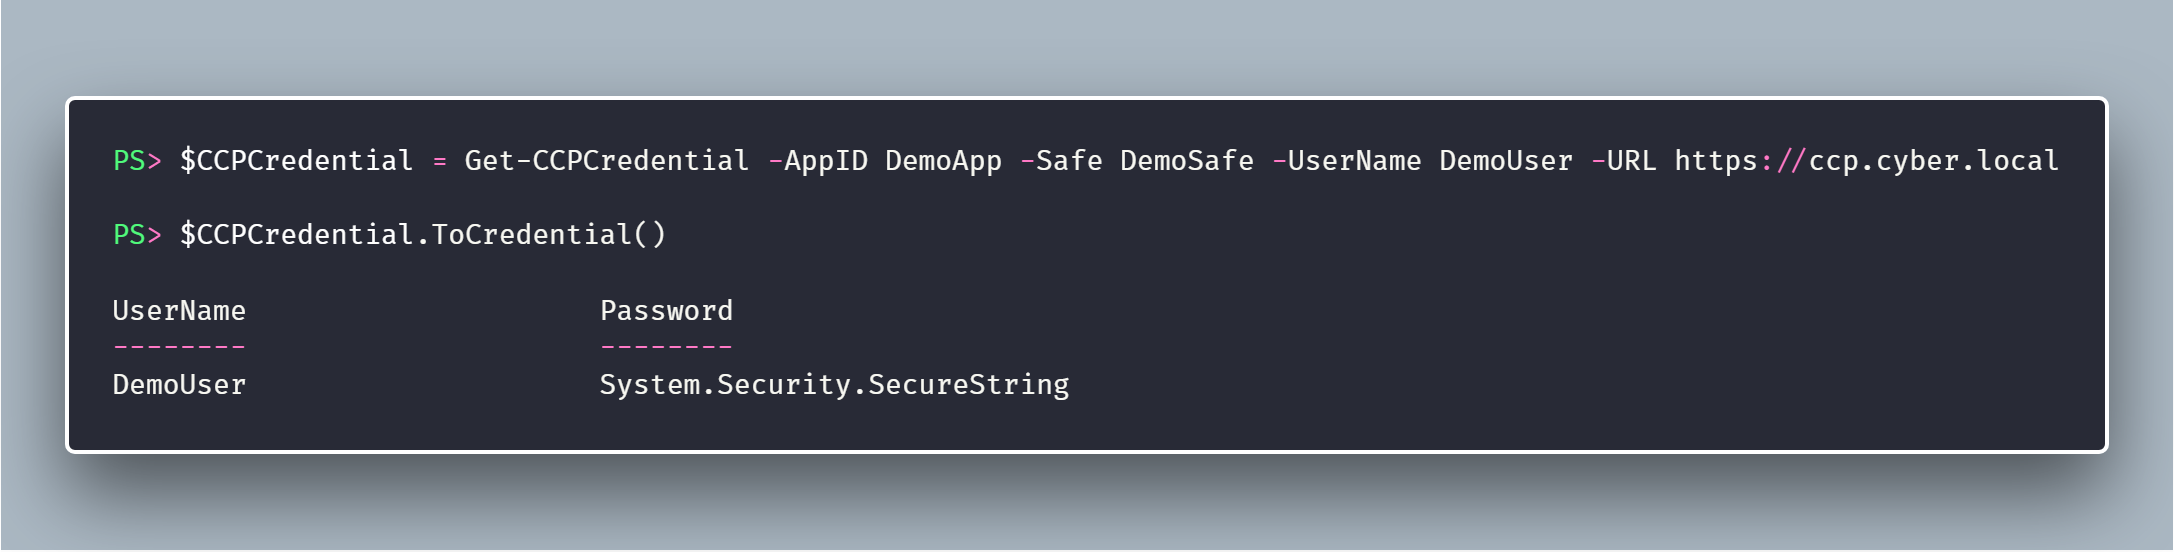 PS> $CCPCredential = Get-CCPCredential -AppID DemoApp -Safe DemoSafe -UserName DemoUser -URL https://ccp.cyber.local
PS> $CCPCredential.ToCredential()
UserName                     Password
--------                     --------
DemoUser                     System.Security.SecureString